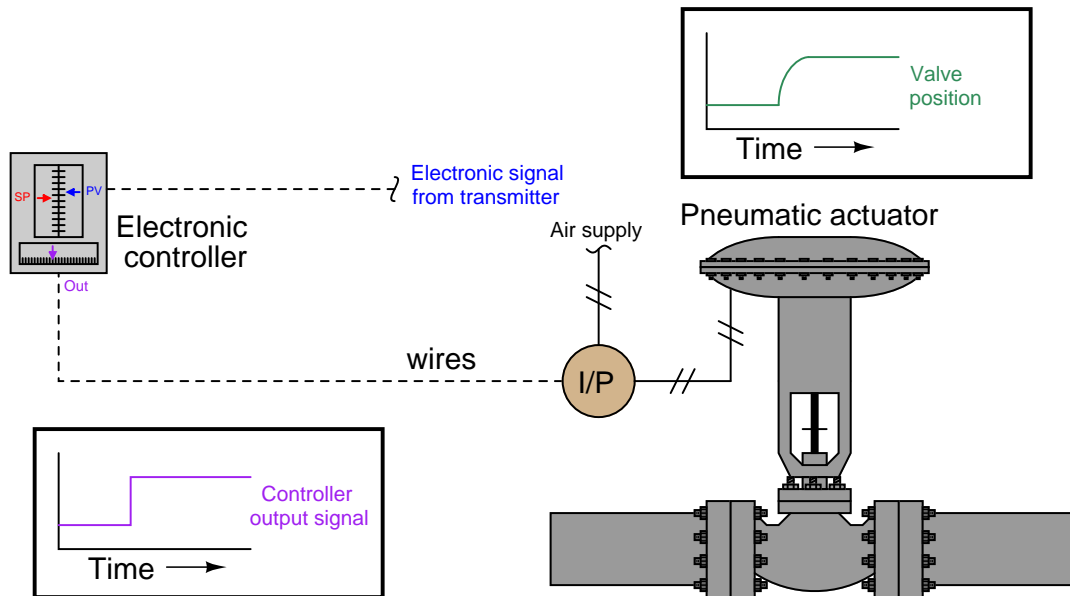 Valve
position
Time
Electronic signal
from transmitter
SP
PV
Electronic
controller
Out
Air supply
Pneumatic actuator
wires
I/P
Controller
output signal
Time